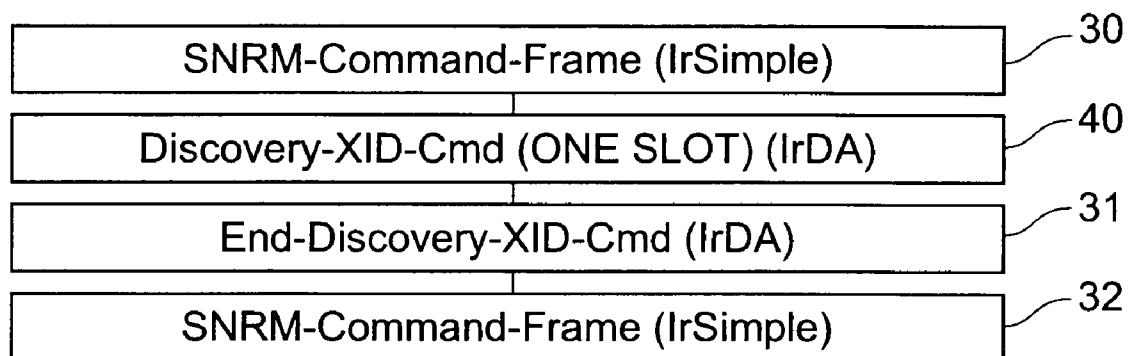 SNRM-Command-Frame (IrSimple) 30
Discovery-XID-Cmd (ONE SLOT) (IrDA) 40
End-Discovery-XID-Cmd (IrDA) 31
SNRM-Command-Frame (IrSimple) 32